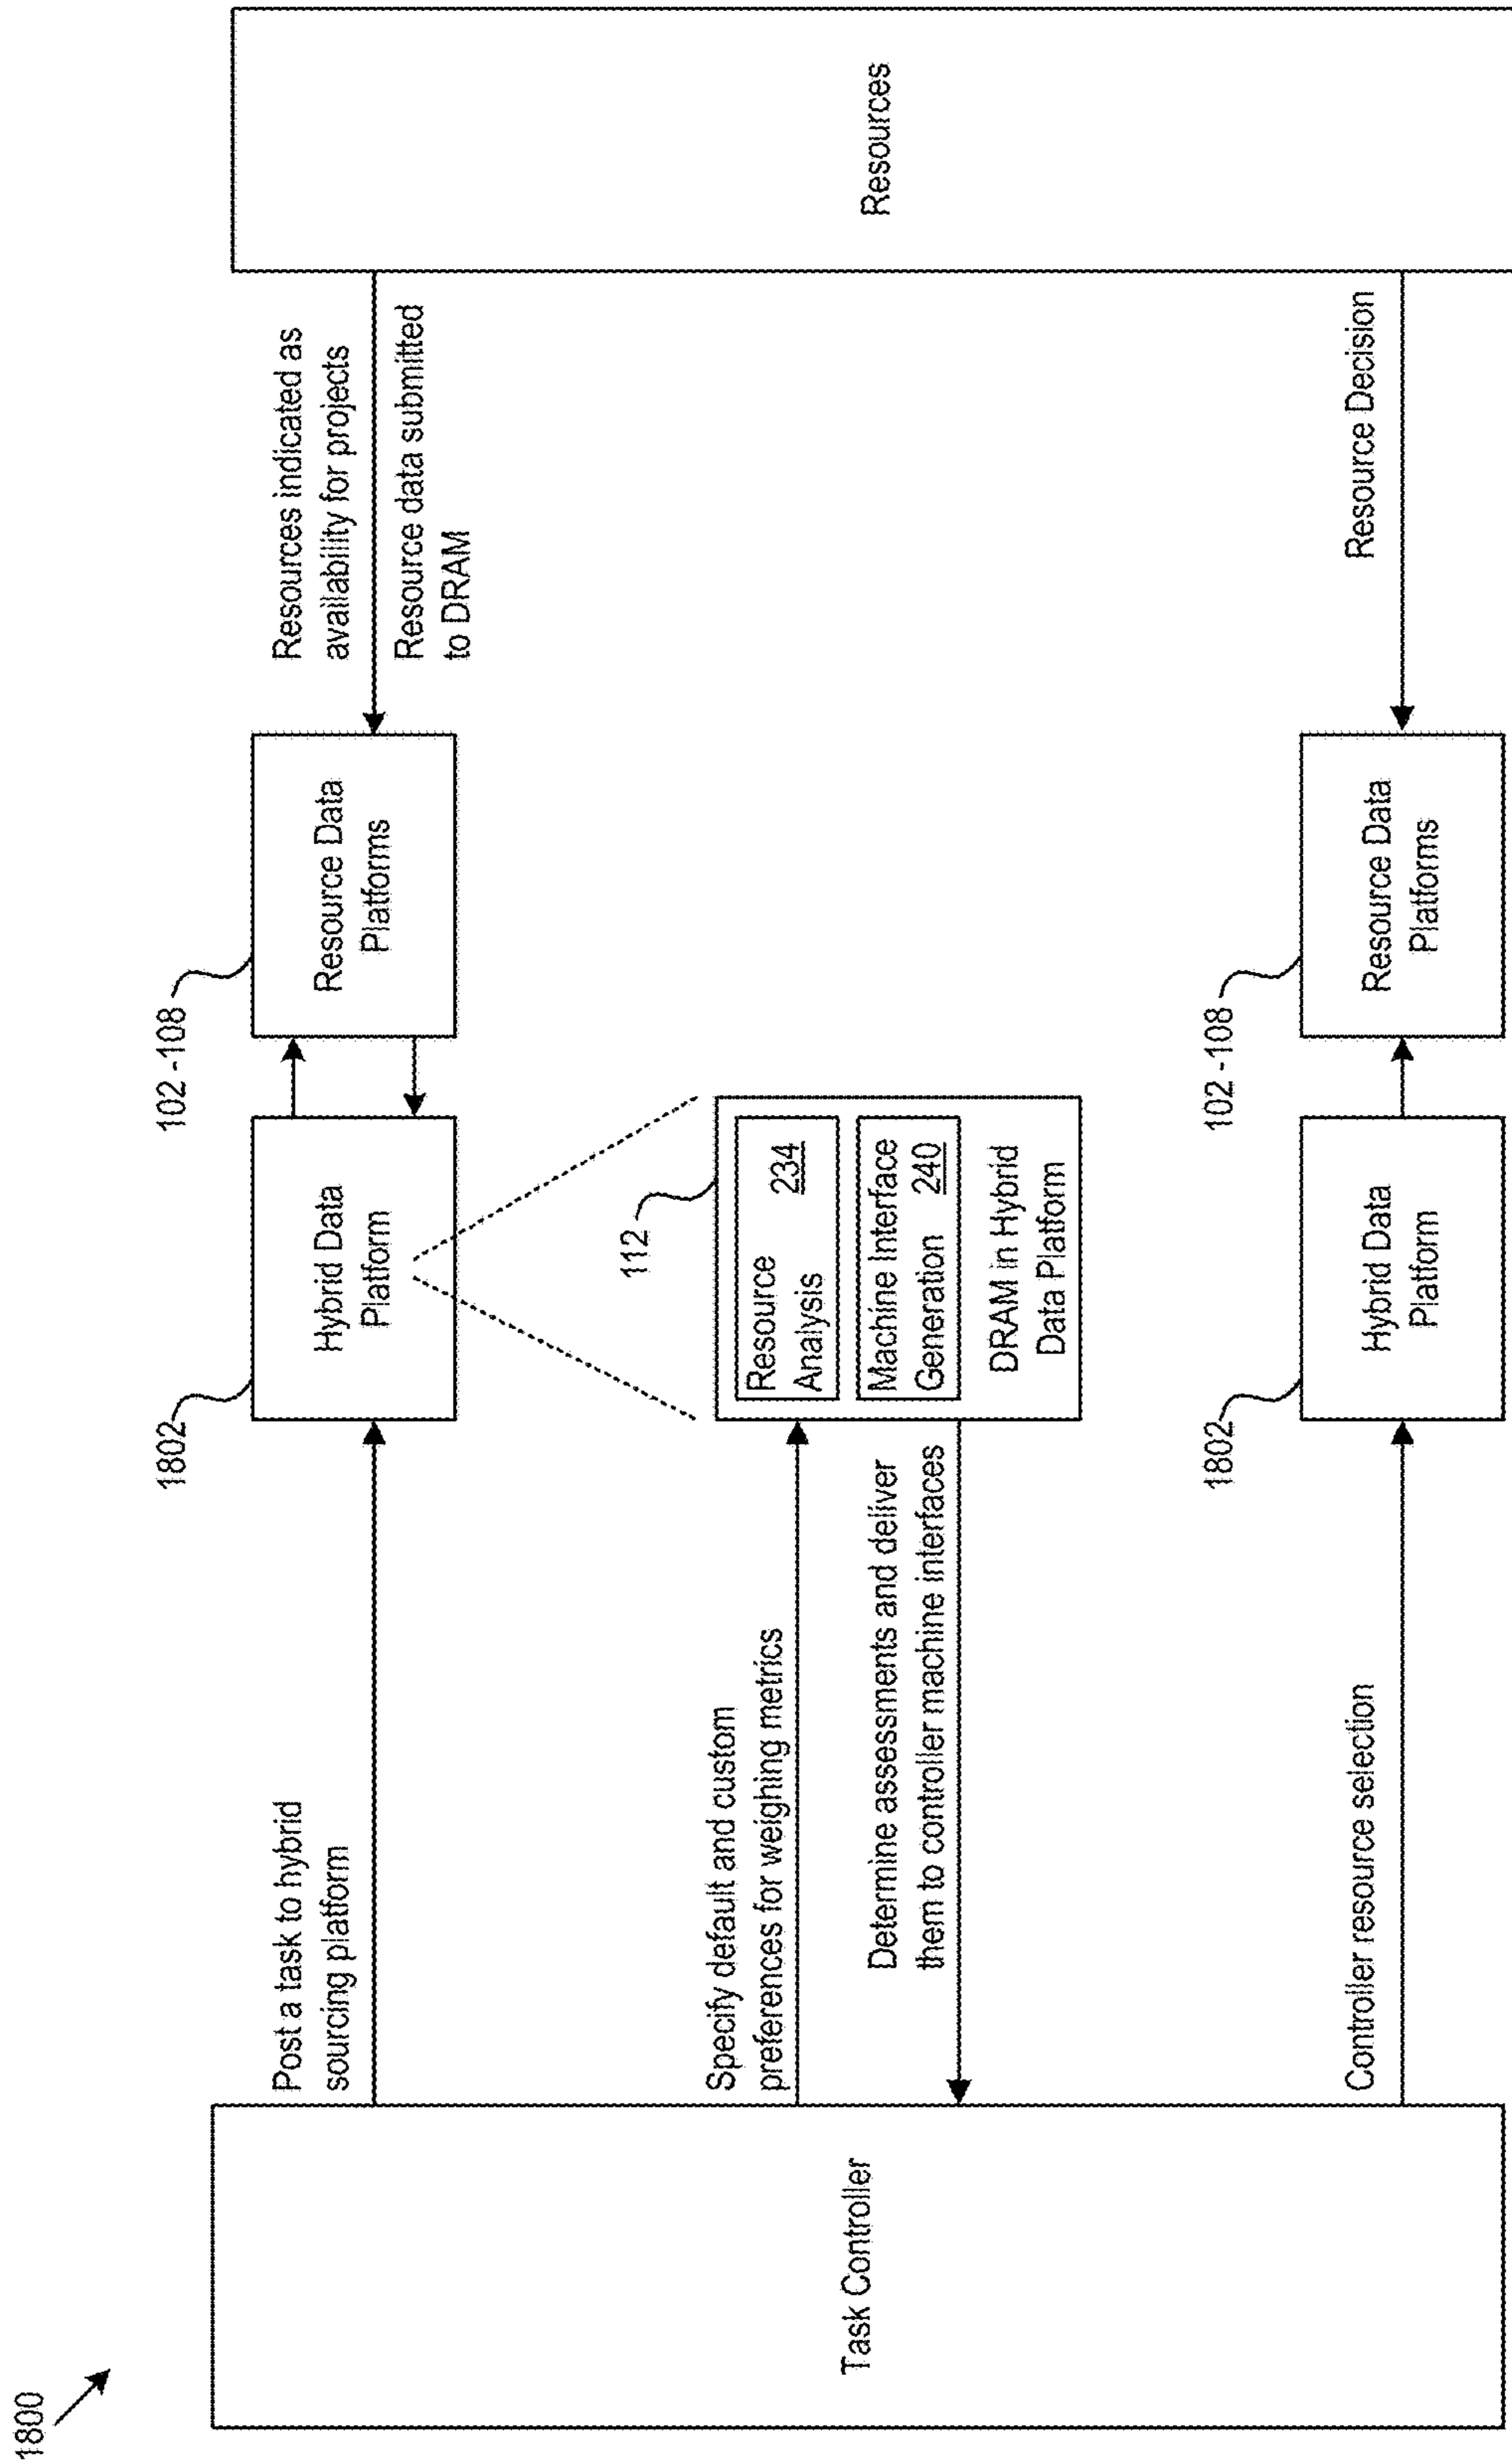 1800
Task Controller
Post a task to hybrid
sourcing platform
1802
Hybrid Data
Platform
102 -108
Resource Data
Platforms
Resources indicated as
availability for projects
Resource data submitted
to DRAM
Resources
Specify default and custom
preferences for weighing metrics
Determine assessments and deliver
them to controller machine interfaces
112
Resource
Analysis 234
Machine Interface
Generation 240
DRAM in Hybrid
Data Platform
Controller resource selection
1802
Hybrid Data
Platform
102 -108
Resource Data
Platforms
Resource Decision